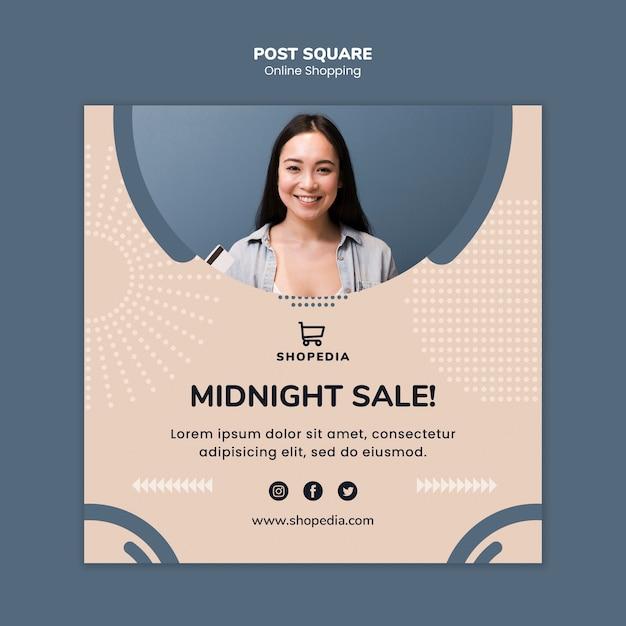 POST SQUARE
Online Shopping
SHOPEDIA
MIDNIGHT SALE!
Lorem ipsum dolor sit amet, consectetur
adipisicing elit, sed do eiusmod.
www.shopedia.com